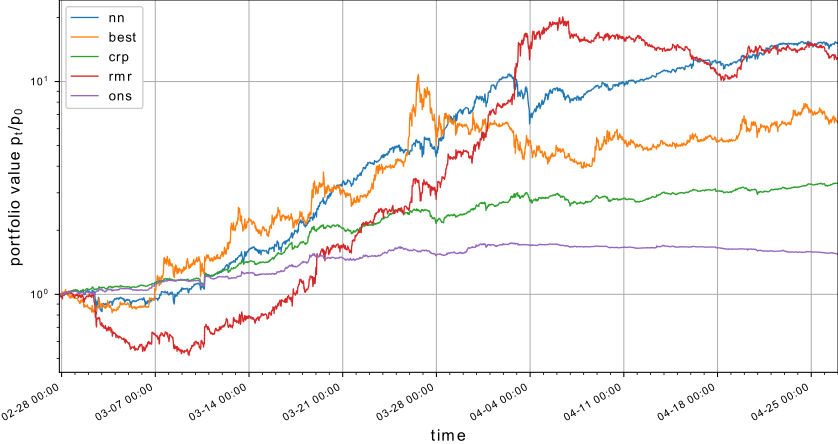 nn
best
crp
rmr
ons
10¹
10⁰
portfolio value pₜ/p₀
02-28 00:00
03-07 00:00
03-14 00:00
03-21 00:00
03-28 00:00
04-04 00:00
04-11 00:00
04-18 00:00
04-25 00:00
time